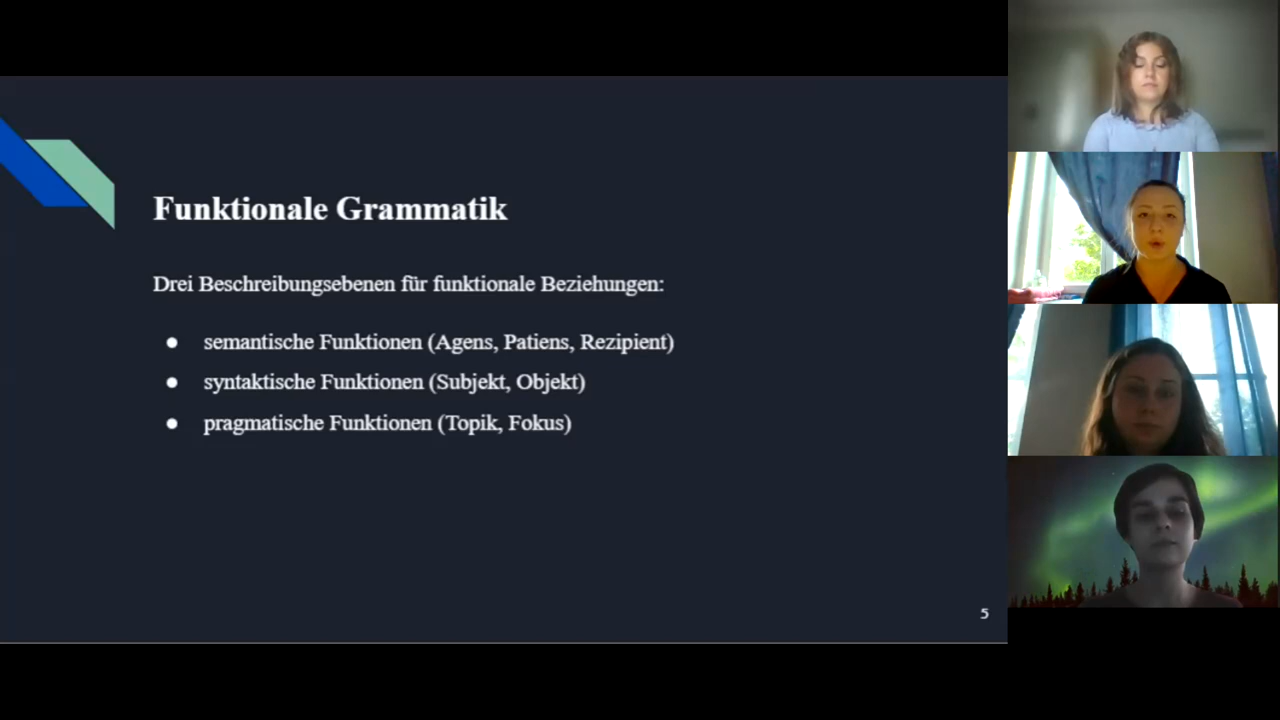 Funktionale Grammatik
Drei Beschreibungsebenen für funktionale Beziehungen:
● semantische Funktionen (Agens, Patiens, Rezipient)
● syntaktische Funktionen (Subjekt, Objekt)
● pragmatische Funktionen (Topik, Fokus)
5